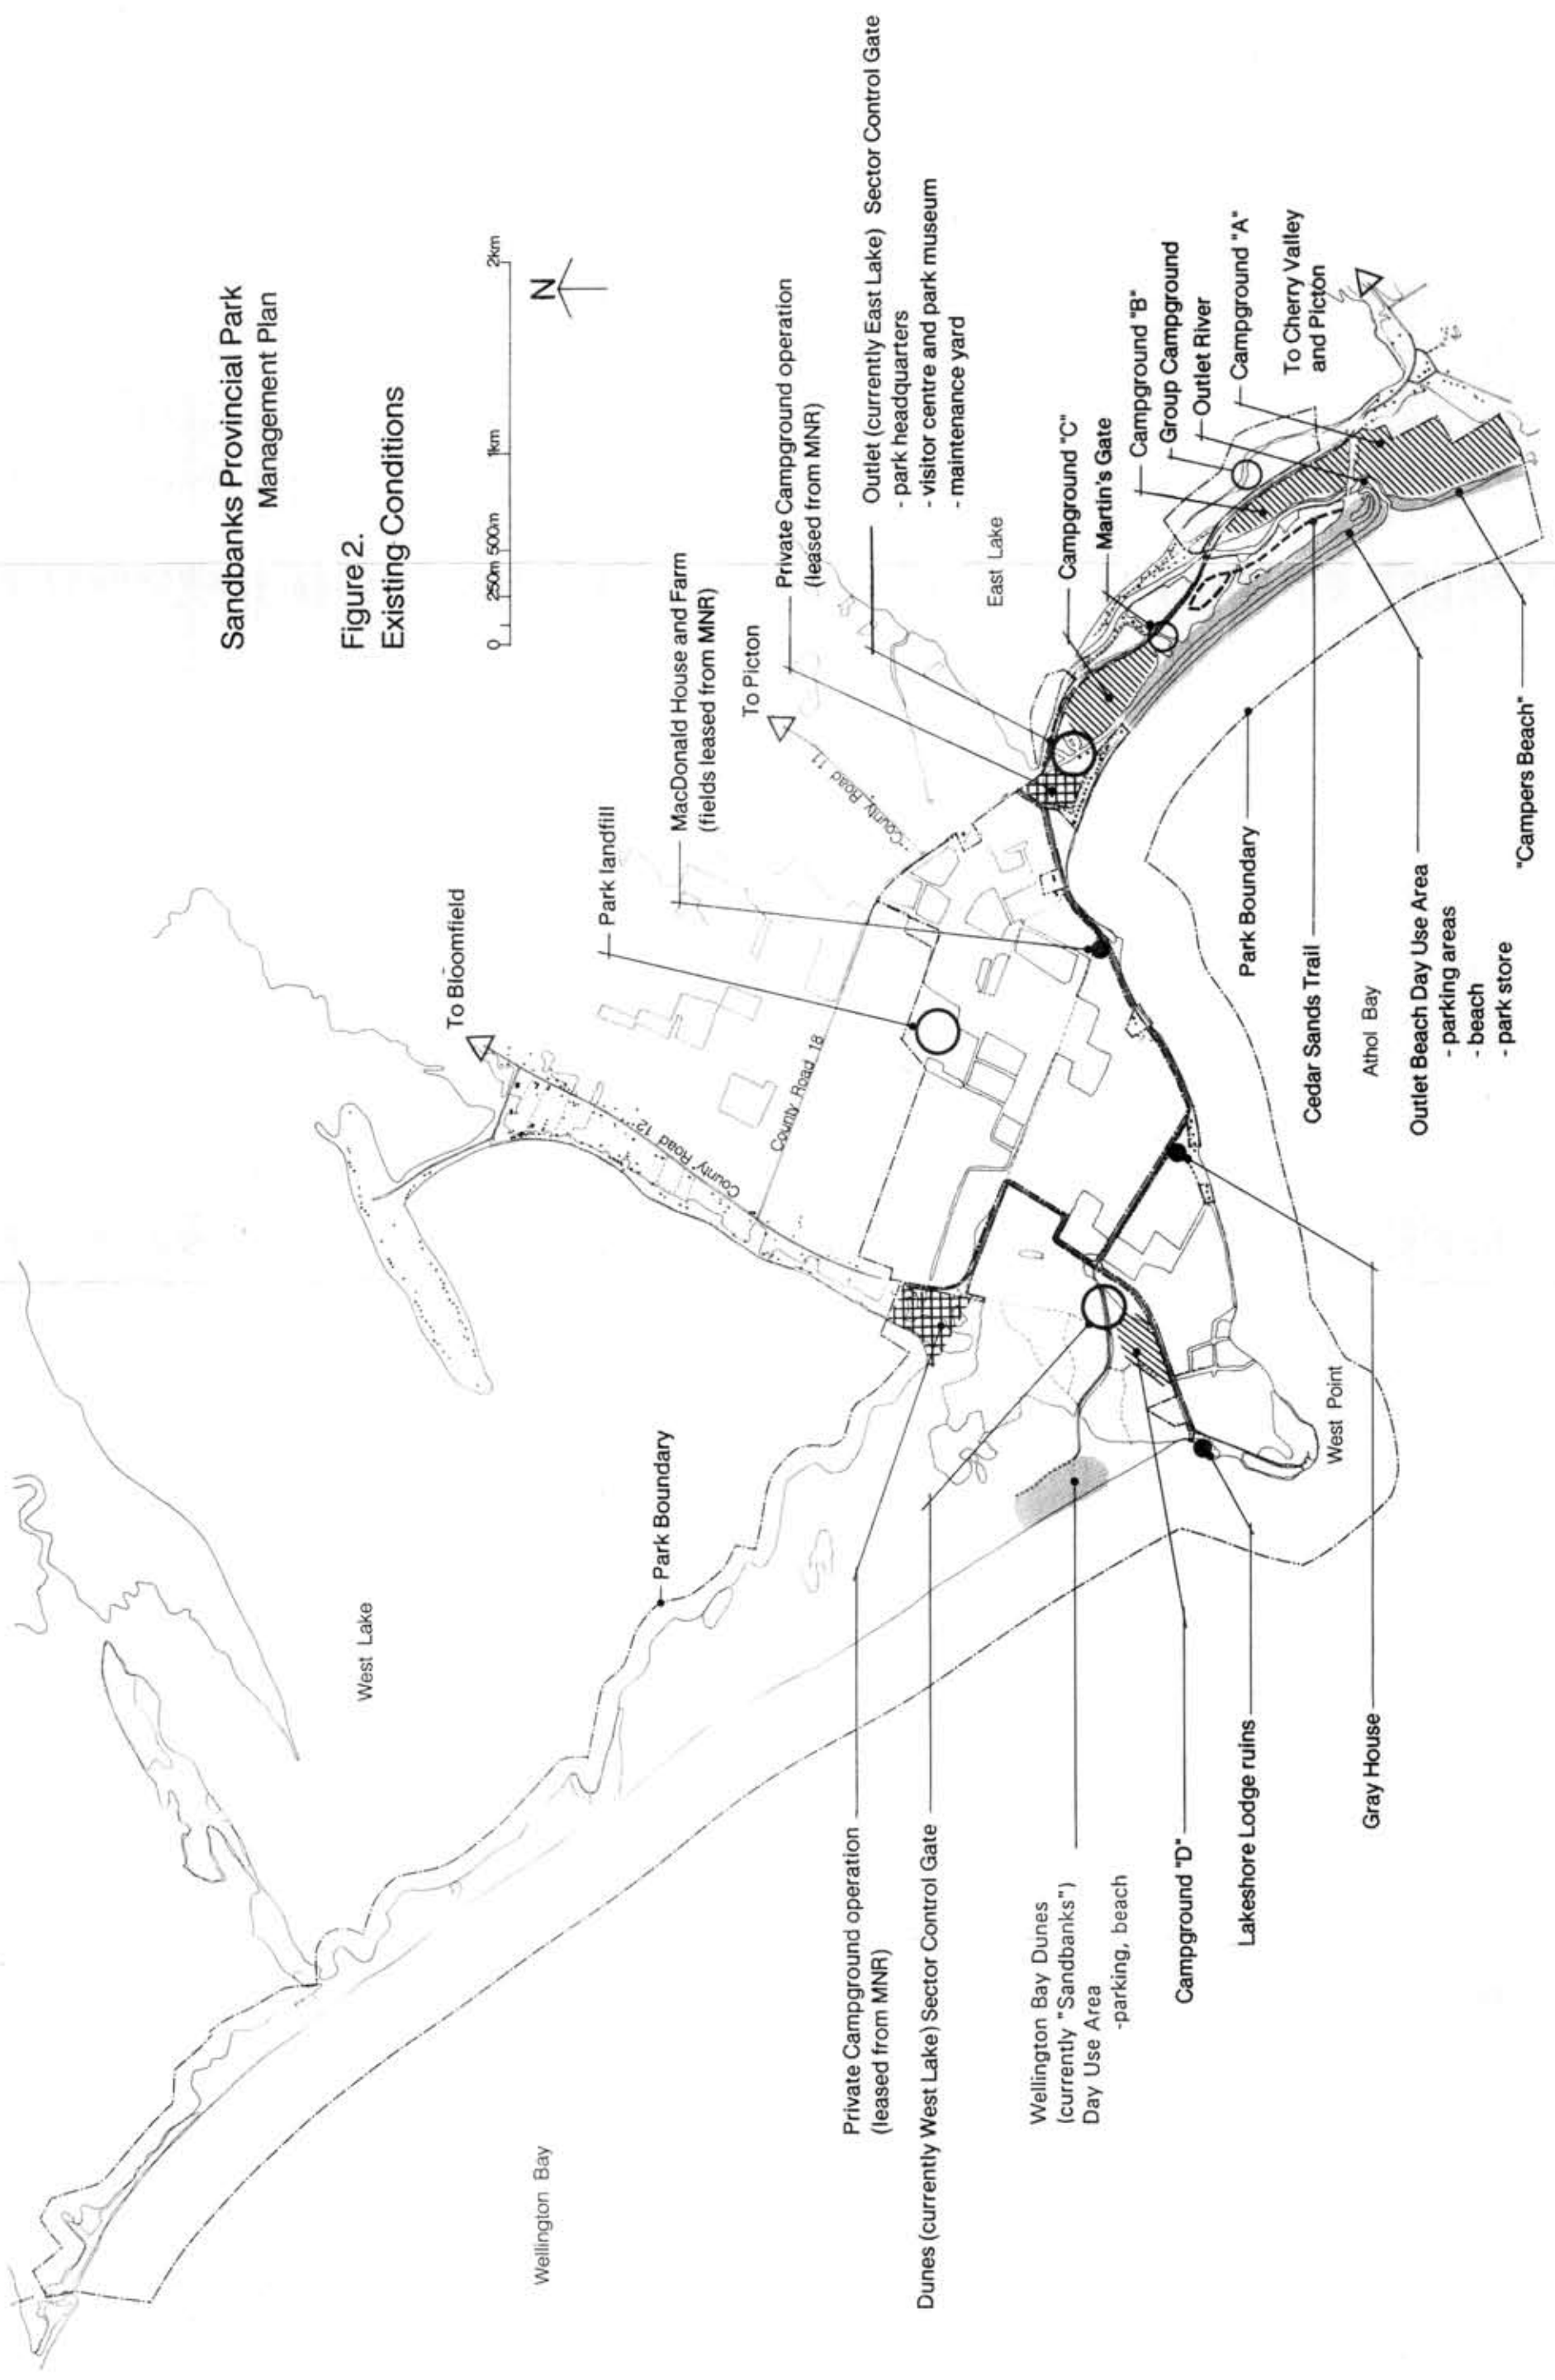 Sandbanks Provincial Park
Management Plan
Figure 2.
Existing Conditions
0 250m 500m 1km 2km
N
To Bloomfield
Park landfill
MacDonald House and Farm
(fields leased from MNR)
To Picton
Private Campground operation
(leased from MNR)
Outlet (currently East Lake) Sector Control Gate
- park headquarters
- visitor centre and park museum
- maintenance yard
East Lake
Campground "C"
Martin's Gate
Campground "B"
Group Campground
Outlet River
Campground "A"
To Cherry Valley
and Picton
County Road 11
County Road 18
County Road 12
West Lake
Park Boundary
Wellington Bay
Private Campground operation
(leased from MNR)
Dunes (currently West Lake) Sector Control Gate
Wellington Bay Dunes
(currently "Sandbanks")
Day Use Area
-parking, beach
Campground "D"
Lakeshore Lodge ruins
Gray House
West Point
Park Boundary
Cedar Sands Trail
Athol Bay
Outlet Beach Day Use Area
- parking areas
- beach
- park store
"Campers Beach"